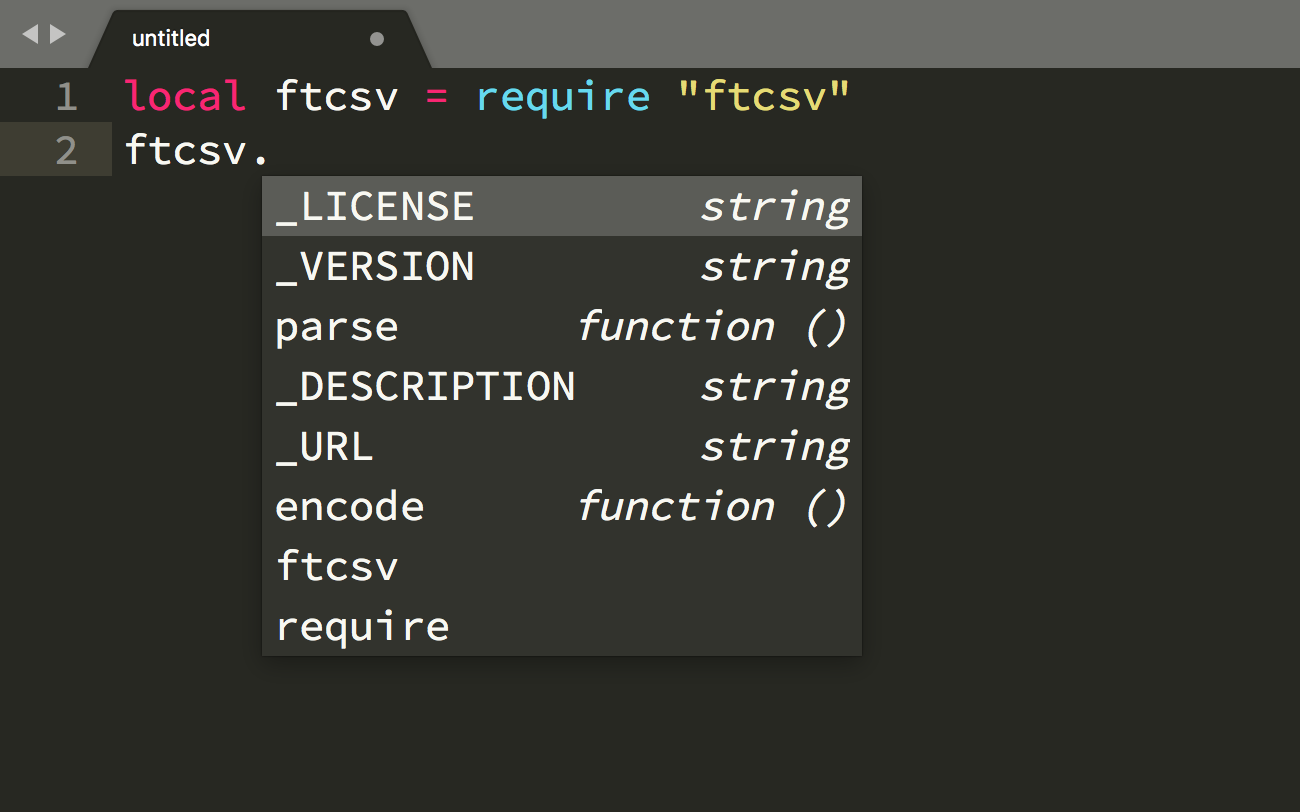 untitled
1 local ftcsv = require "ftcsv"
2 ftcsv.
_LICENSE string
_VERSION string
parse function ()
_DESCRIPTION string
_URL string
encode function ()
ftcsv
require